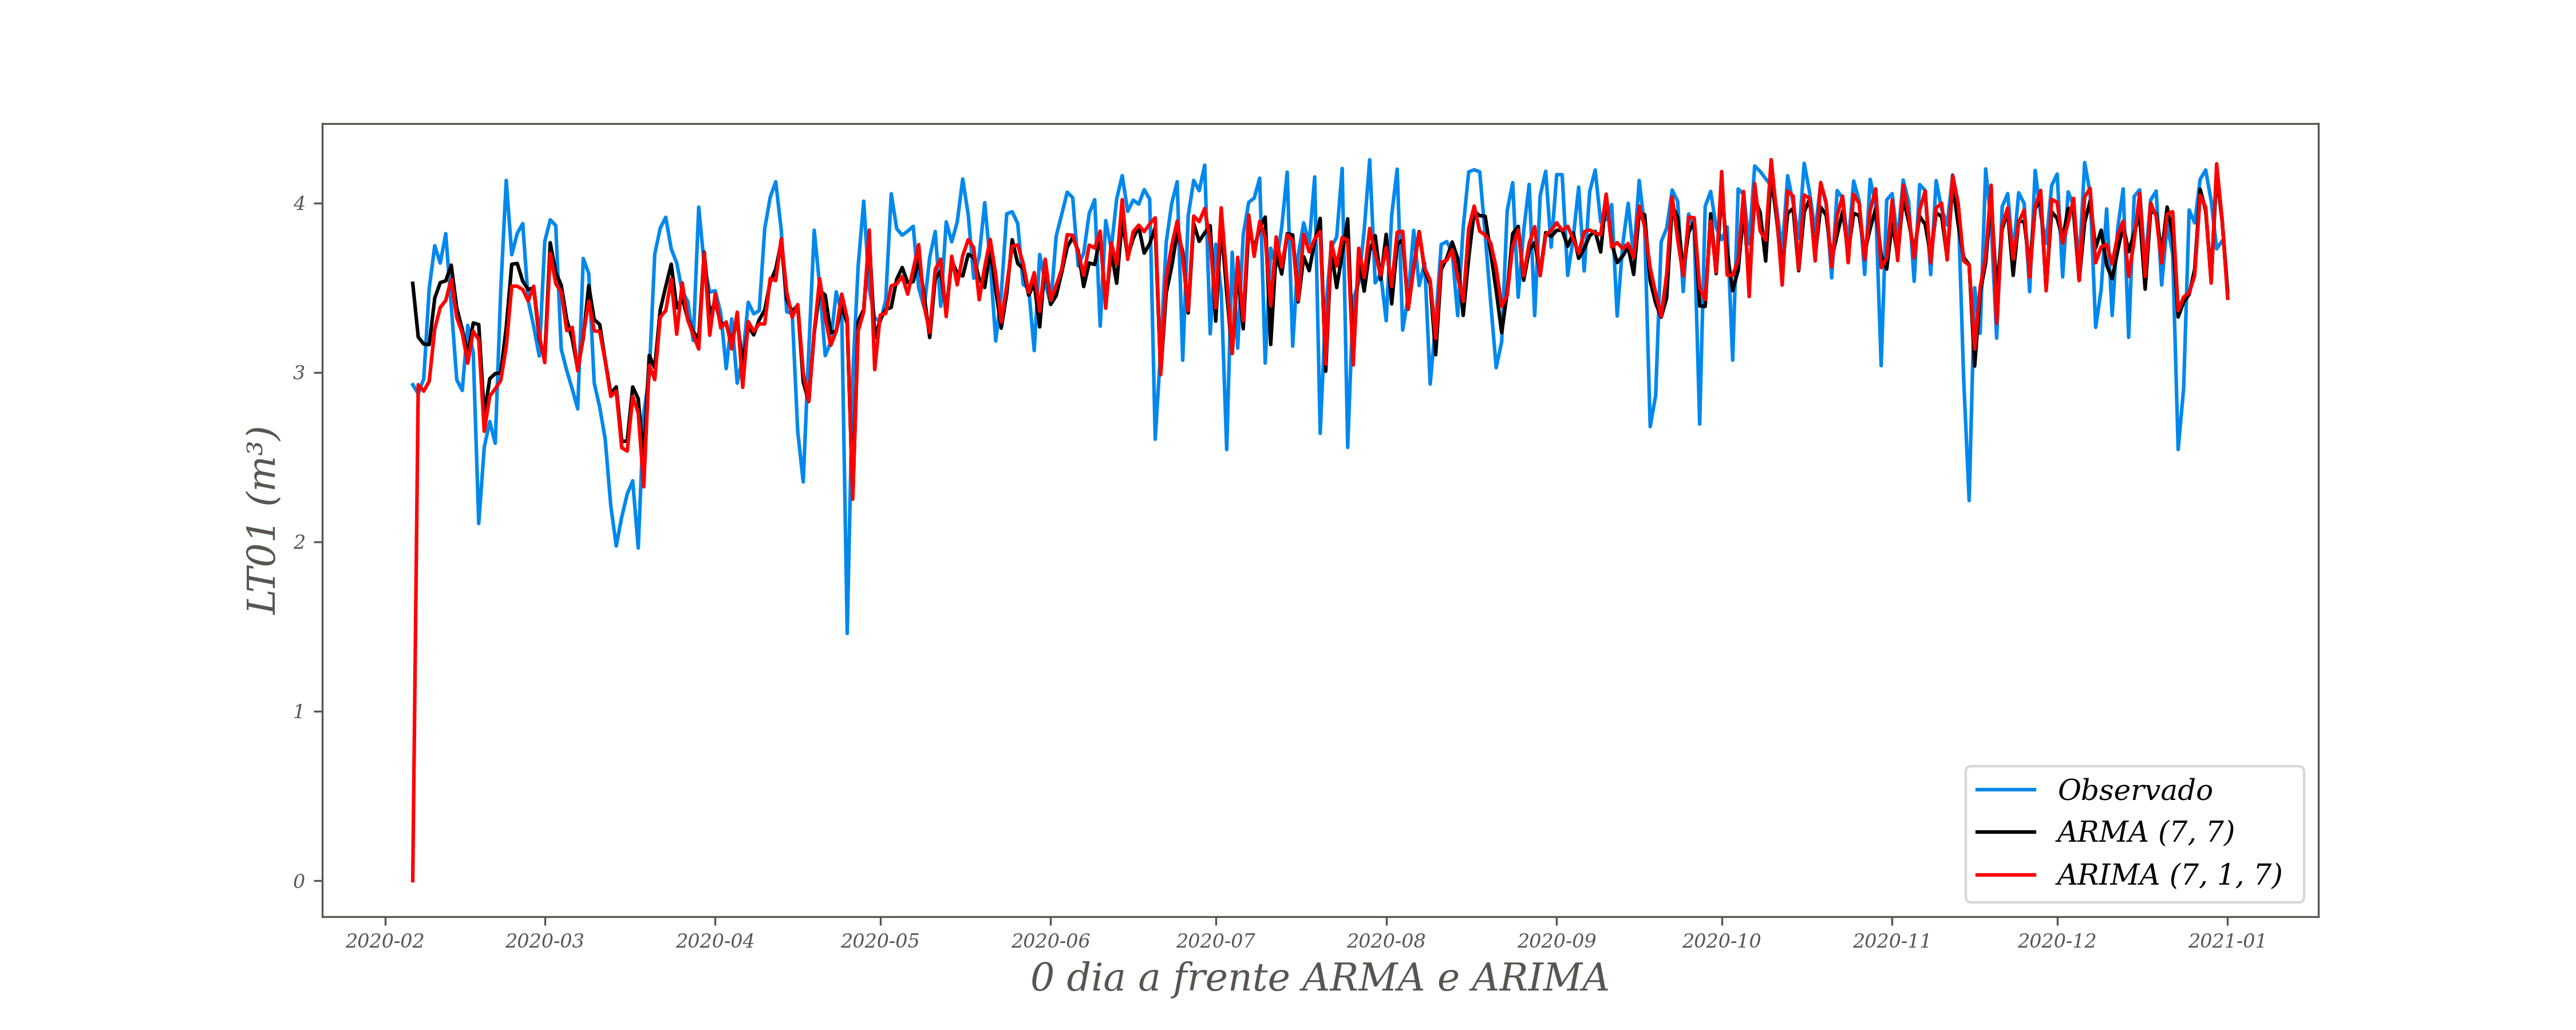 4
3
2
1
0
LT01 (m³)
2020-02 2020-03 2020-04 2020-05 2020-06 2020-07 2020-08 2020-09 2020-10 2020-11 2020-12 2021-01
0 dia a frente ARMA e ARIMA
Observado
ARMA (7, 7)
ARIMA (7, 1, 7)